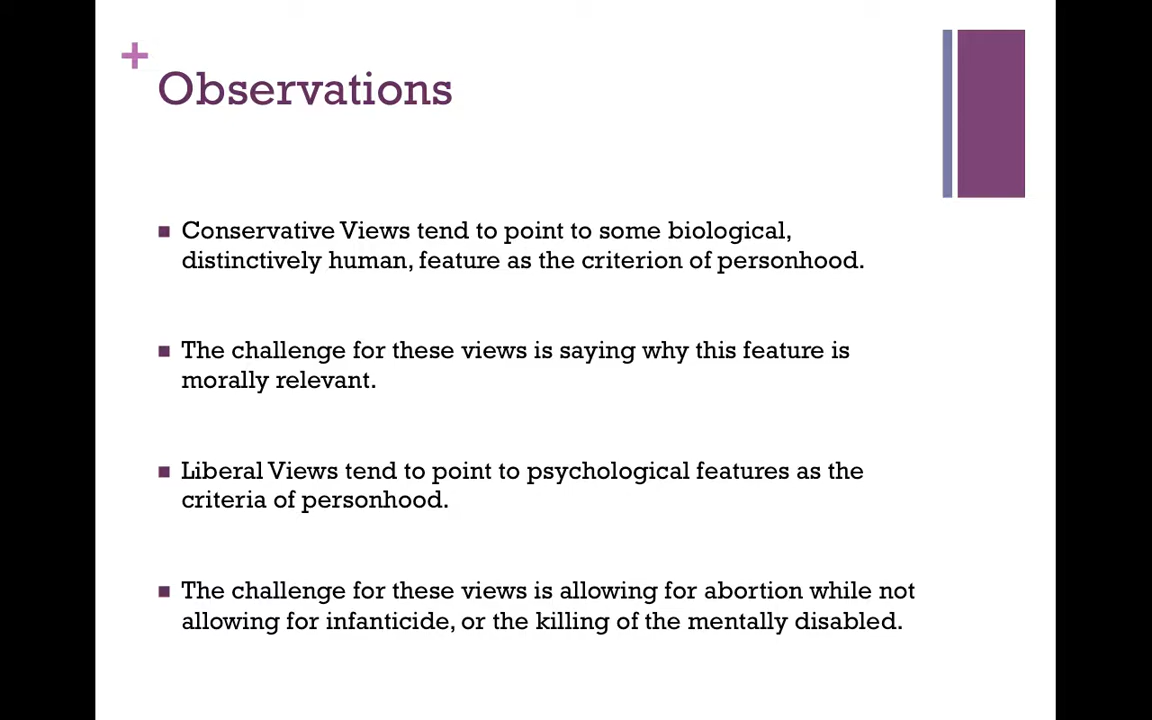 +
Observations
■ Conservative Views tend to point to some biological,
distinctively human, feature as the criterion of personhood.
■ The challenge for these views is saying why this feature is
morally relevant.
■ Liberal Views tend to point to psychological features as the
criteria of personhood.
■ The challenge for these views is allowing for abortion while not
allowing for infanticide, or the killing of the mentally disabled.